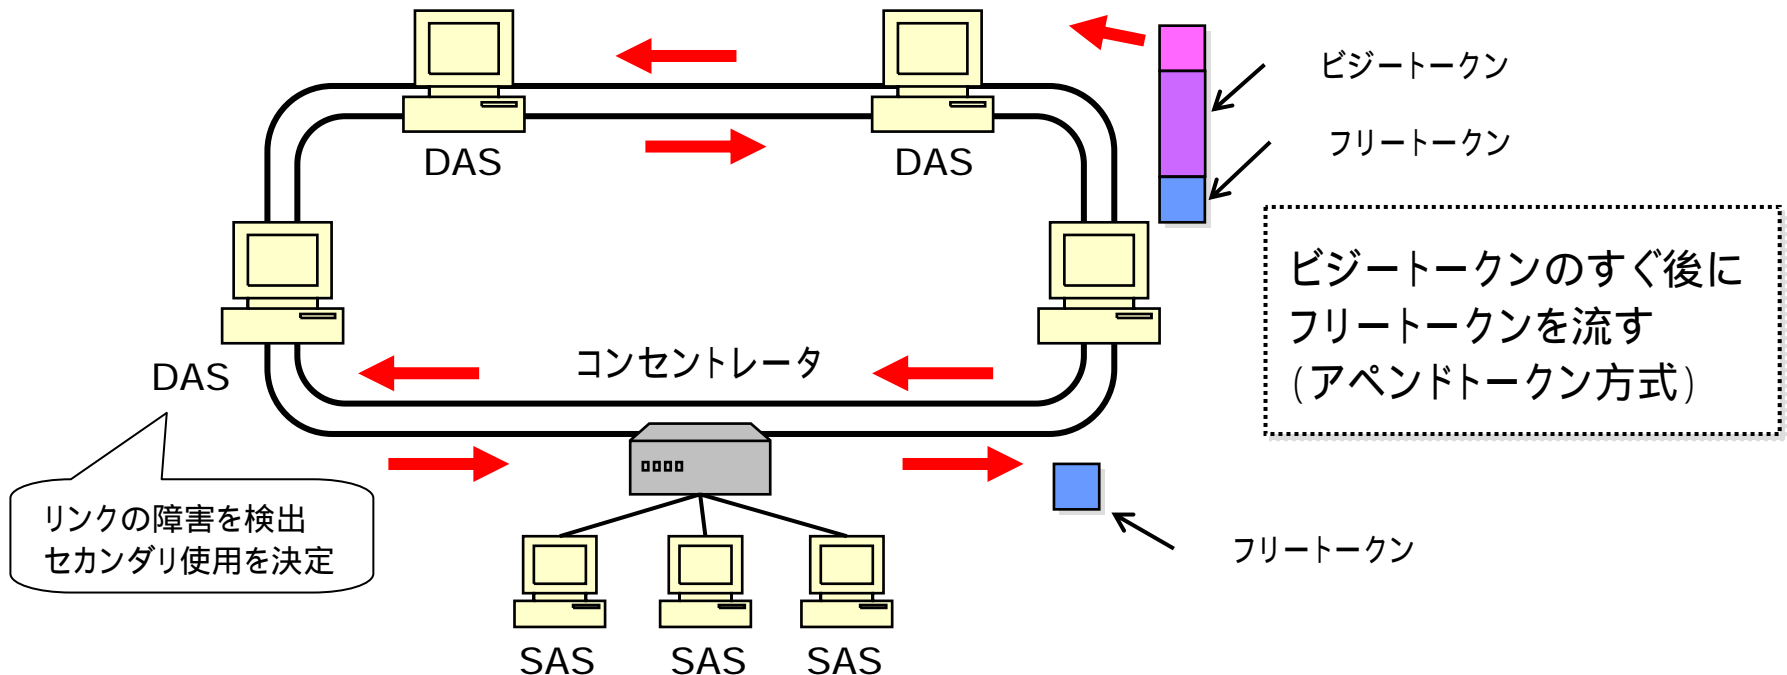 ビジートークン
フリートークン
DAS
DAS
ビジートークンのすぐ後に
フリートークンを流す
(アペンドトークン方式)
コンセントレータ
DAS
リンクの障害を検出
セカンダリ使用を決定
フリートークン
SAS
SAS
SAS